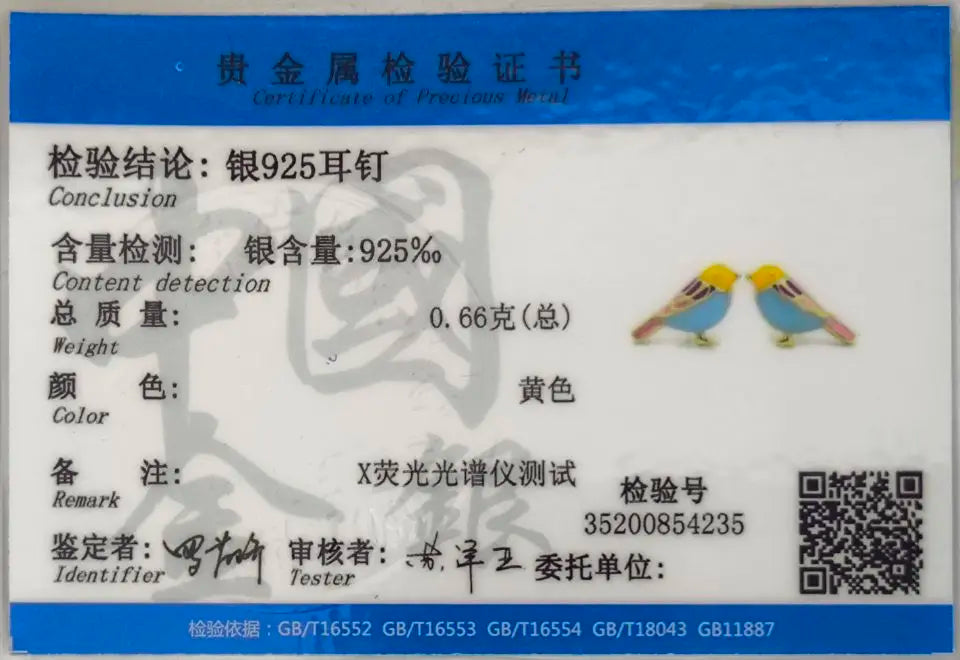 贵金属检验证书
Certificate of Precious Metal
检验结论: 银925耳钉
Conclusion
含量检测: 银含量:925‰
Content detection
总质量: 0.66克(总)
Weight
颜色: 黄色
Color
备注: X荧光光谱仪测试
Remark
检验号
35200854235
鉴定者: 审核者: 委托单位:
Identifier Tester
检验依据:GB/T16552 GB/T16553 GB/T16554 GB/T18043 GB11887
中國
金銀